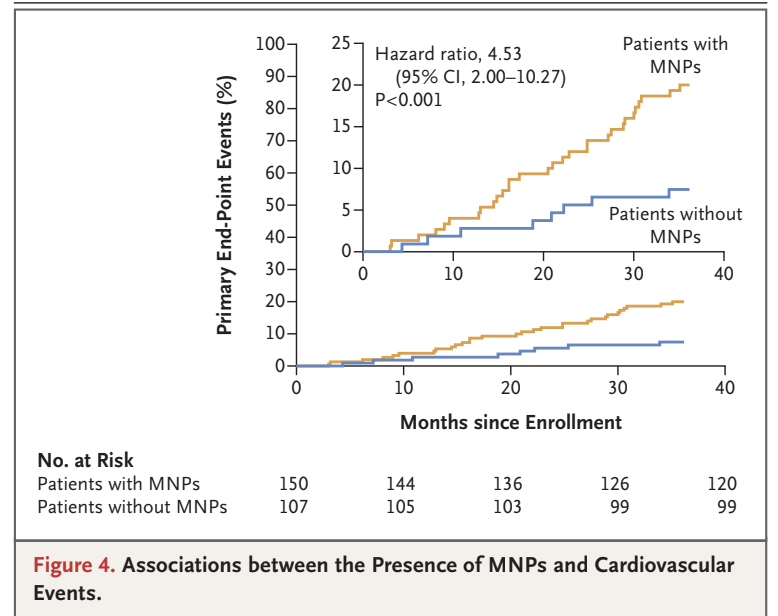 Primary End-Point Events (%)
100
90
80
70
60
50
40
30
20
10
0
0 10 20 30 40
25
20
15
10
5
0
0 10 20 30 40
Hazard ratio, 4.53
(95% CI, 2.00–10.27)
P<0.001
Patients with
MNPs
Patients without
MNPs
Months since Enrollment
No. at Risk
Patients with MNPs 150 144 136 126 120
Patients without MNPs 107 105 103 99 99
Figure 4. Associations between the Presence of MNPs and Cardiovascular
Events.